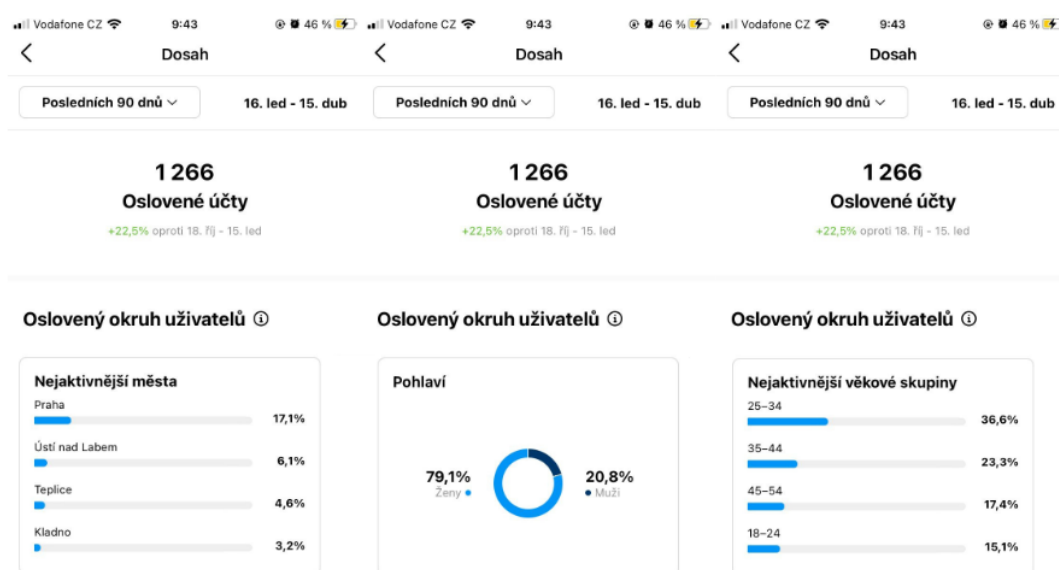 Vodafone CZ 9:43 46 %
Dosah
Posledních 90 dnů 16. led - 15. dub
1 266
Oslovené účty
+22,5% oproti 18. říj - 15. led
Oslovený okruh uživatelů
Nejaktivnější města
Praha
17,1%
Ústí nad Labem
6,1%
Teplice
4,6%
Kladno
3,2%
Vodafone CZ 9:43 46 %
Dosah
Posledních 90 dnů 16. led - 15. dub
1 266
Oslovené účty
+22,5% oproti 18. říj - 15. led
Oslovený okruh uživatelů
Pohlaví
79,1% 20,8%
Ženy Muži
Vodafone CZ 9:43 46 %
Dosah
Posledních 90 dnů 16. led - 15. dub
1 266
Oslovené účty
+22,5% oproti 18. říj - 15. led
Oslovený okruh uživatelů
Nejaktivnější věkové skupiny
25–34
36,6%
35–44
23,3%
45–54
17,4%
18–24
15,1%